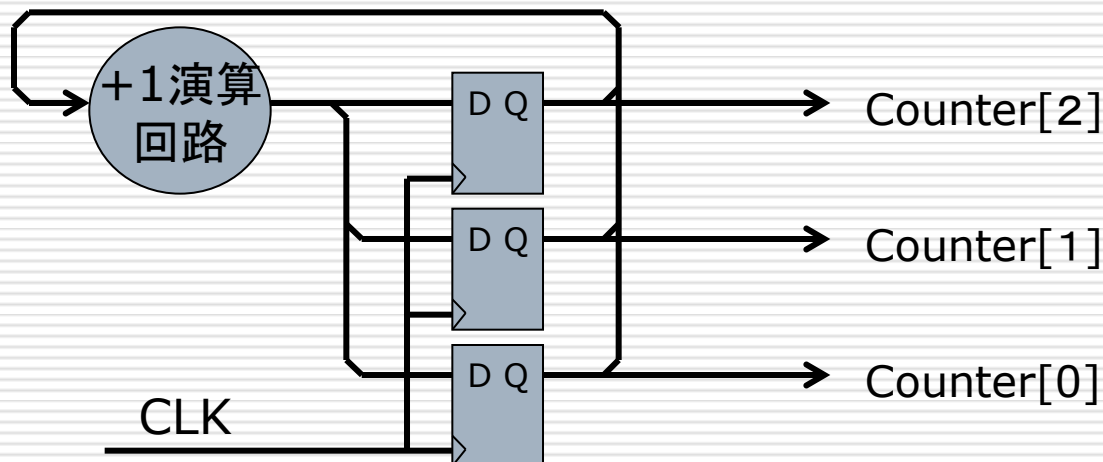 +1演算
回路
D Q
Counter[2]
D Q
Counter[1]
D Q
Counter[0]
CLK